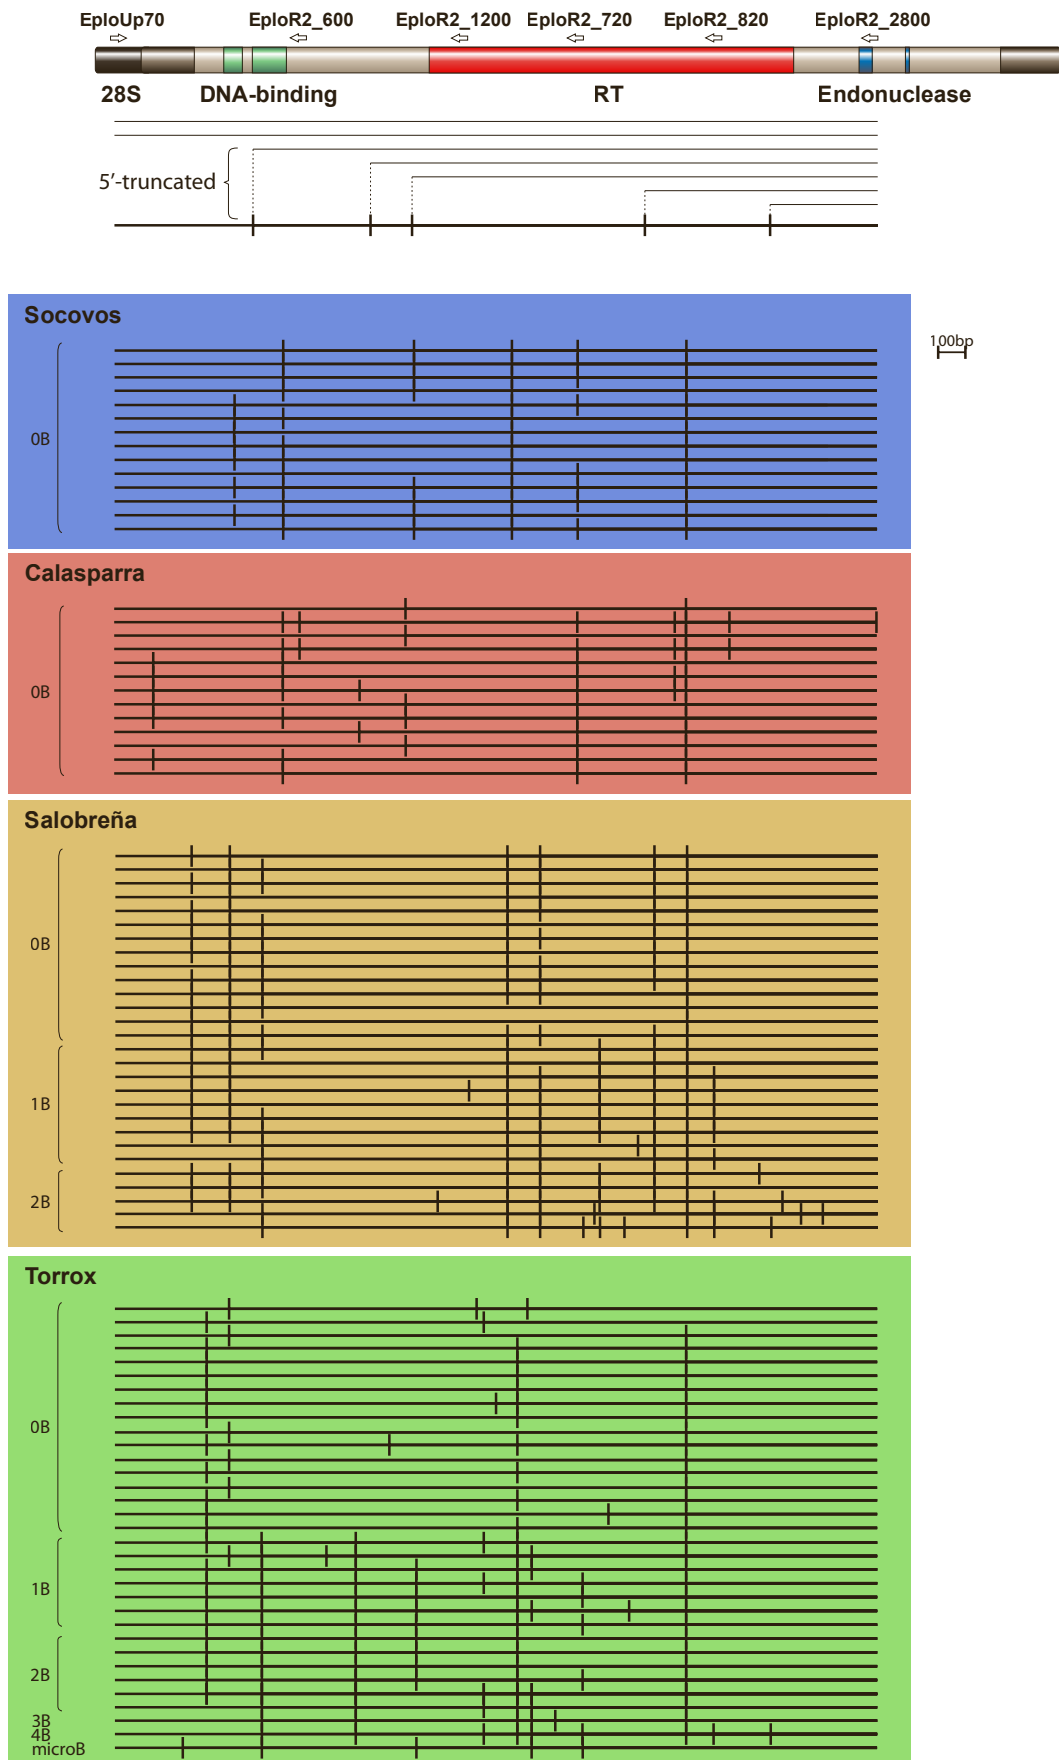 EploUp70 EploR2_600 EploR2_1200 EploR2_720 EploR2_820 EploR2_2800
28S DNA-binding RT Endonuclease
5’-truncated
Socovos
100bp
0B
Calasparra
0B
Salobreña
0B
1B
2B
Torrox
0B
1B
2B
3B
4B
microB